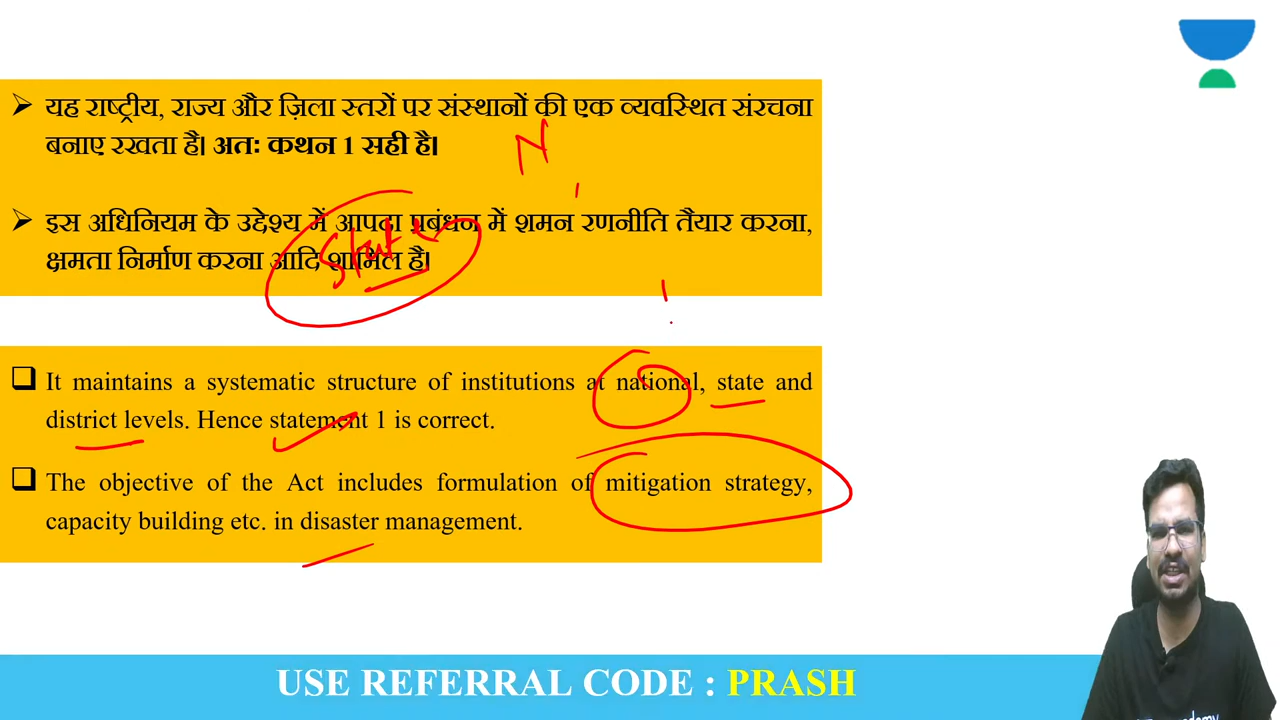 यह राष्ट्रीय, राज्य और ज़िला स्तरों पर संस्थानों की एक व्यवस्थित संरचना
बनाए रखता है। अतः कथन 1 सही है।
N
इस अधिनियम के उद्देश्य में आपदा प्रबंधन में शमन रणनीति तैयार करना,
क्षमता निर्माण करना आदि शामिल है।
State
It maintains a systematic structure of institutions at national, state and
district levels. Hence statement 1 is correct.
The objective of the Act includes formulation of mitigation strategy,
capacity building etc. in disaster management.
USE REFERRAL CODE : PRASH